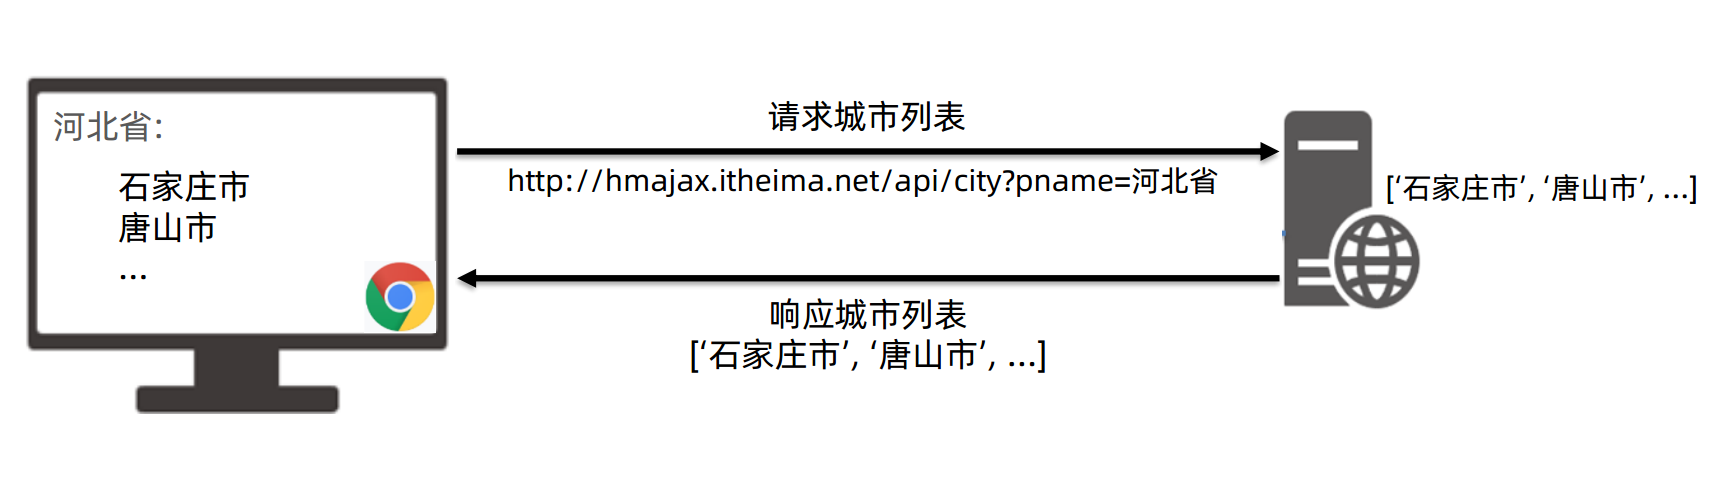 河北省：
石家庄市
唐山市
...
请求城市列表
http://hmajax.itheima.net/api/city?pname=河北省
['石家庄市', '唐山市', ...]
响应城市列表
[‘石家庄市’, ‘唐山市’, ...]